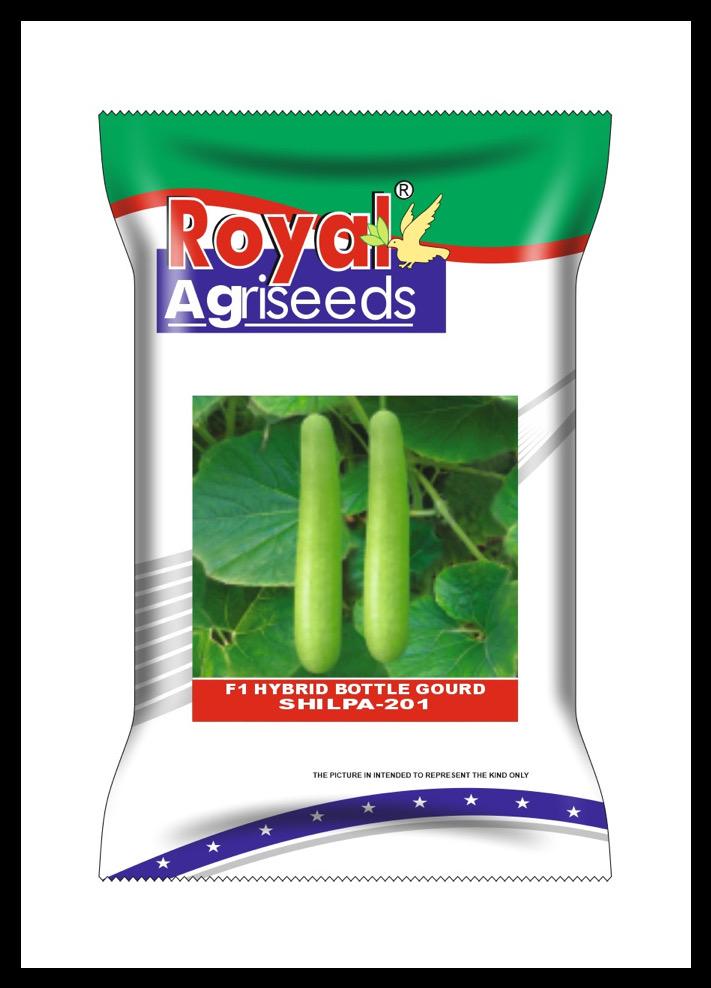 Royal®
Agriseeds
F1 HYBRID BOTTLE GOURD
SHILPA-201
THE PICTURE IN INTENDED TO REPRESENT THE KIND ONLY